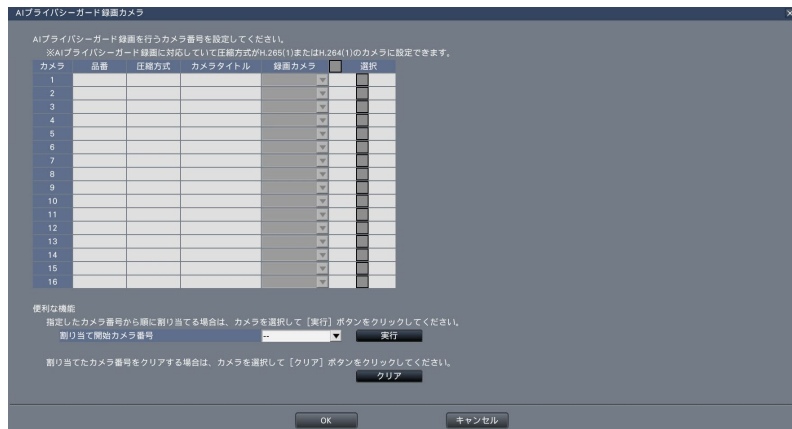 AIプライバシーガード録画カメラ ×
AIプライバシーガード録画を行うカメラ番号を設定してください。
※AIプライバシーガード録画に対応していて圧縮方式がH.265(1)またはH.264(1)のカメラに設定できます。
カメラ 品番 圧縮方式 カメラタイトル 録画カメラ 選択
1
2
3
4
5
6
7
8
9
10
11
12
13
14
15
16
便利な機能
指定したカメラ番号から順に割り当てる場合は、カメラを選択して［実行］ボタンをクリックしてください。
割り当て開始カメラ番号 -- 実行
割り当てたカメラ番号をクリアする場合は、カメラを選択して［クリア］ボタンをクリックしてください。
クリア
OK キャンセル